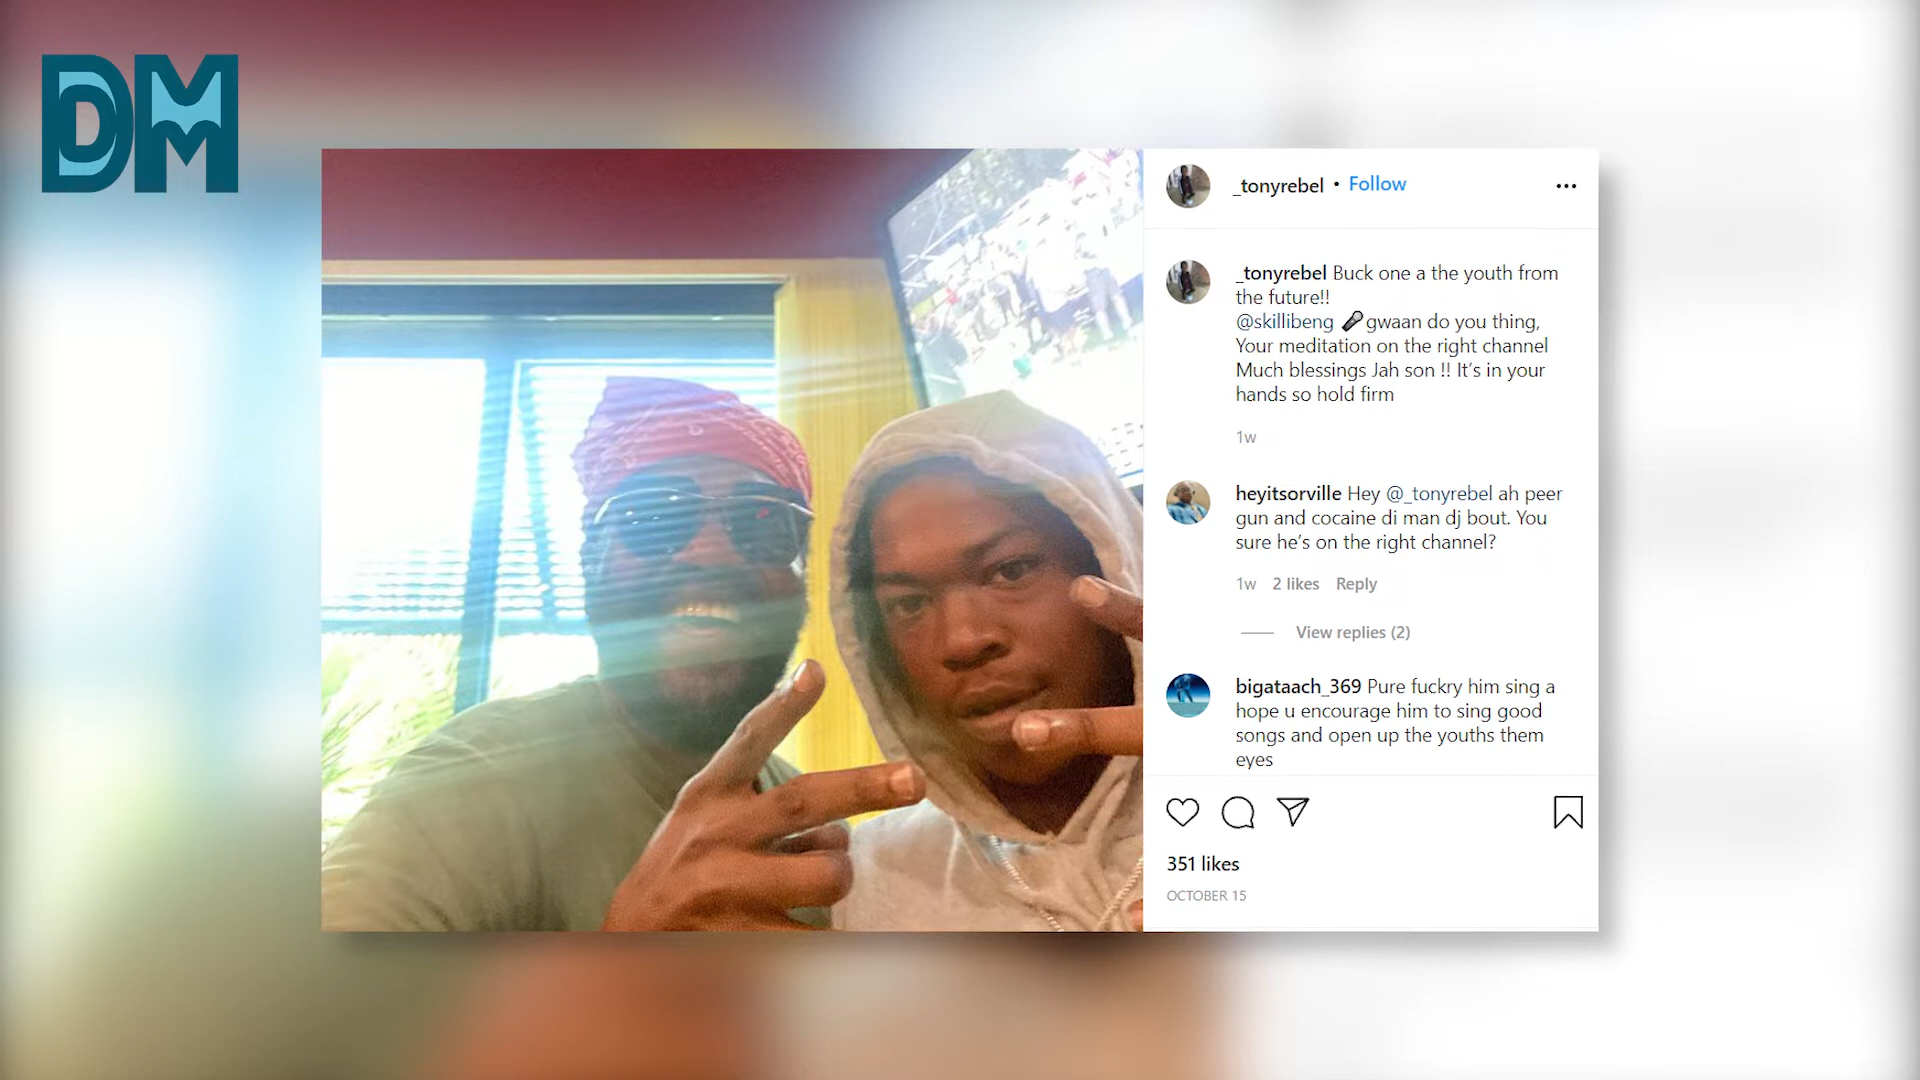 DM
_tonyrebel • Follow
_tonyrebel Buck one a the youth from
the future!!
@skillibeng 🎤gwaan do you thing,
Your meditation on the right channel
Much blessings Jah son !! It's in your
hands so hold firm
1w
heyitsorville Hey @_tonyrebel ah peer
gun and cocaine di man dj bout. You
sure he's on the right channel?
1w 2 likes Reply
View replies (2)
bigataach_369 Pure fuckry him sing a
hope u encourage him to sing good
songs and open up the youths them
eyes
351 likes
OCTOBER 15